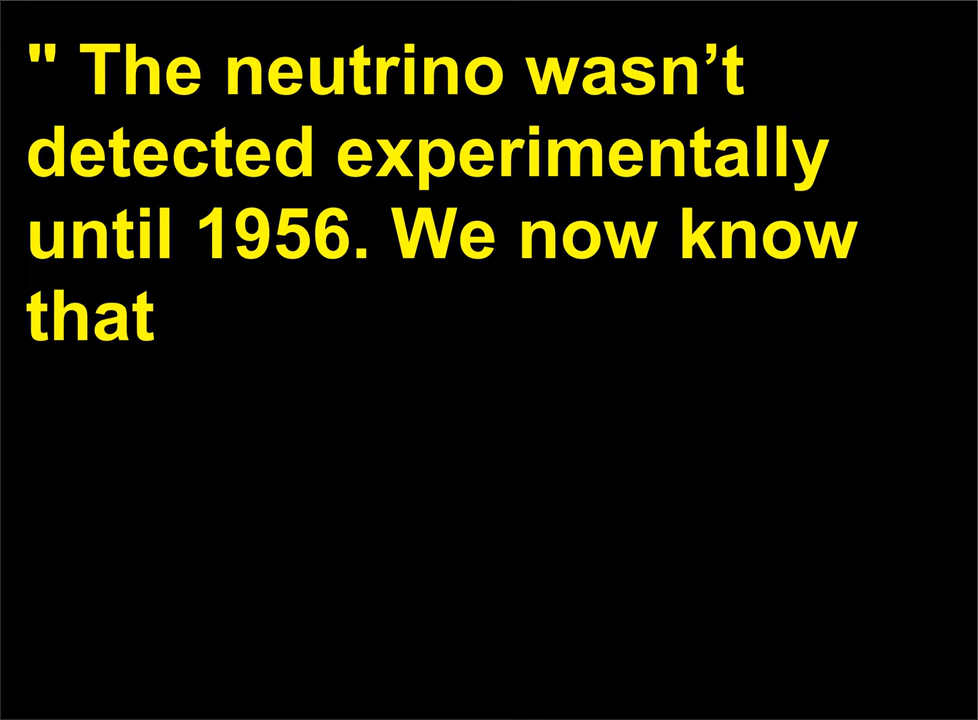 " The neutrino wasn’t
detected experimentally
until 1956. We now know
that